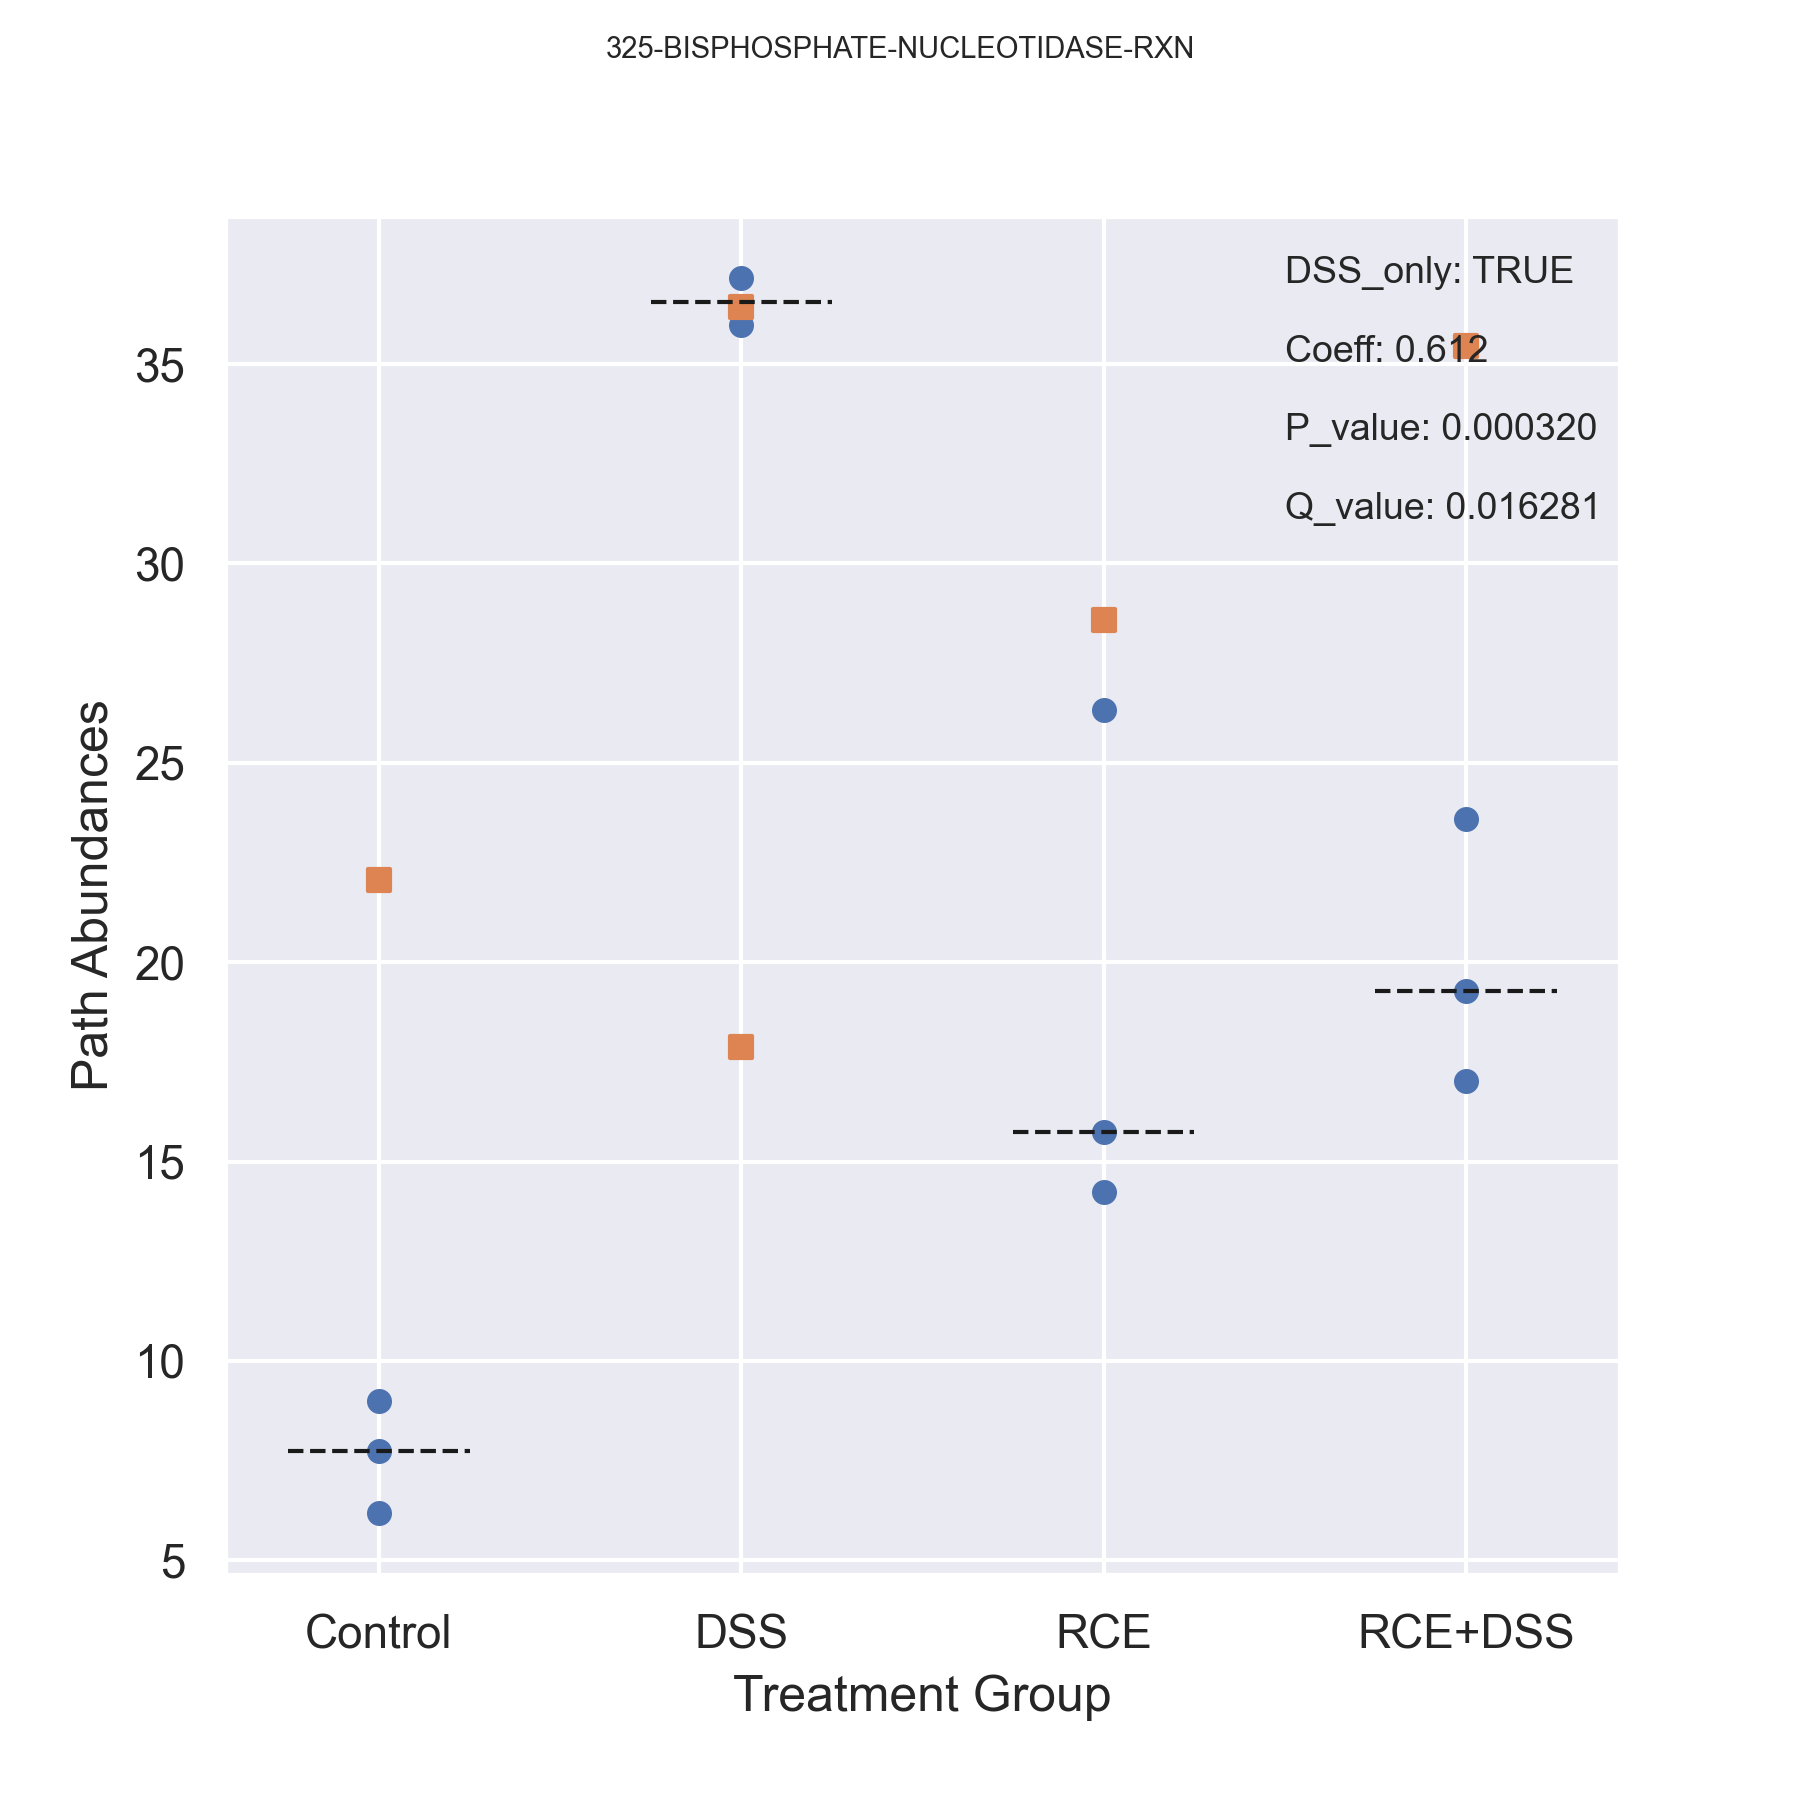 325-BISPHOSPHATE-NUCLEOTIDASE-RXN
DSS_only: TRUE
Coeff: 0.612
P_value: 0.000320
Q_value: 0.016281
Path Abundances
35
30
25
20
15
10
5
Control
DSS
RCE
RCE+DSS
Treatment Group